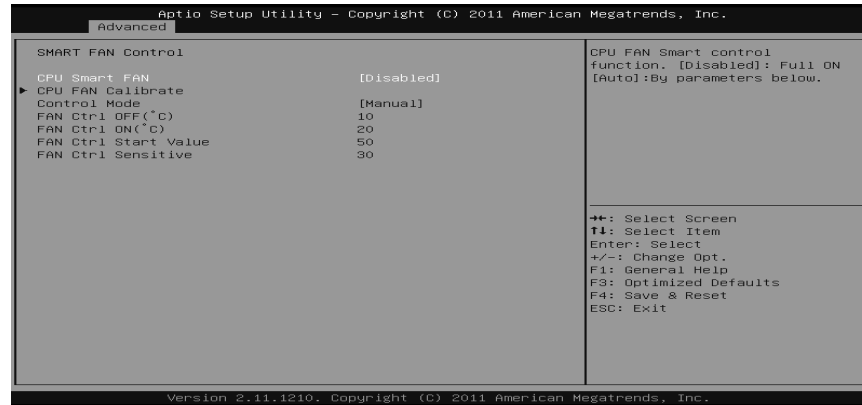 Aptio Setup Utility – Copyright (C) 2011 American Megatrends, Inc.
Advanced
SMART FAN Control
CPU Smart FAN [Disabled]
► CPU FAN Calibrate
Control Mode [Manual]
FAN Ctrl OFF(°C) 10
FAN Ctrl ON(°C) 20
FAN Ctrl Start Value 50
FAN Ctrl Sensitive 30
CPU FAN Smart control
function. [Disabled]: Full ON
[Auto]:By parameters below.
→←: Select Screen
↑↓: Select Item
Enter: Select
+/-: Change Opt.
F1: General Help
F3: Optimized Defaults
F4: Save & Reset
ESC: Exit
Version 2.11.1210. Copyright (C) 2011 American Megatrends, Inc.